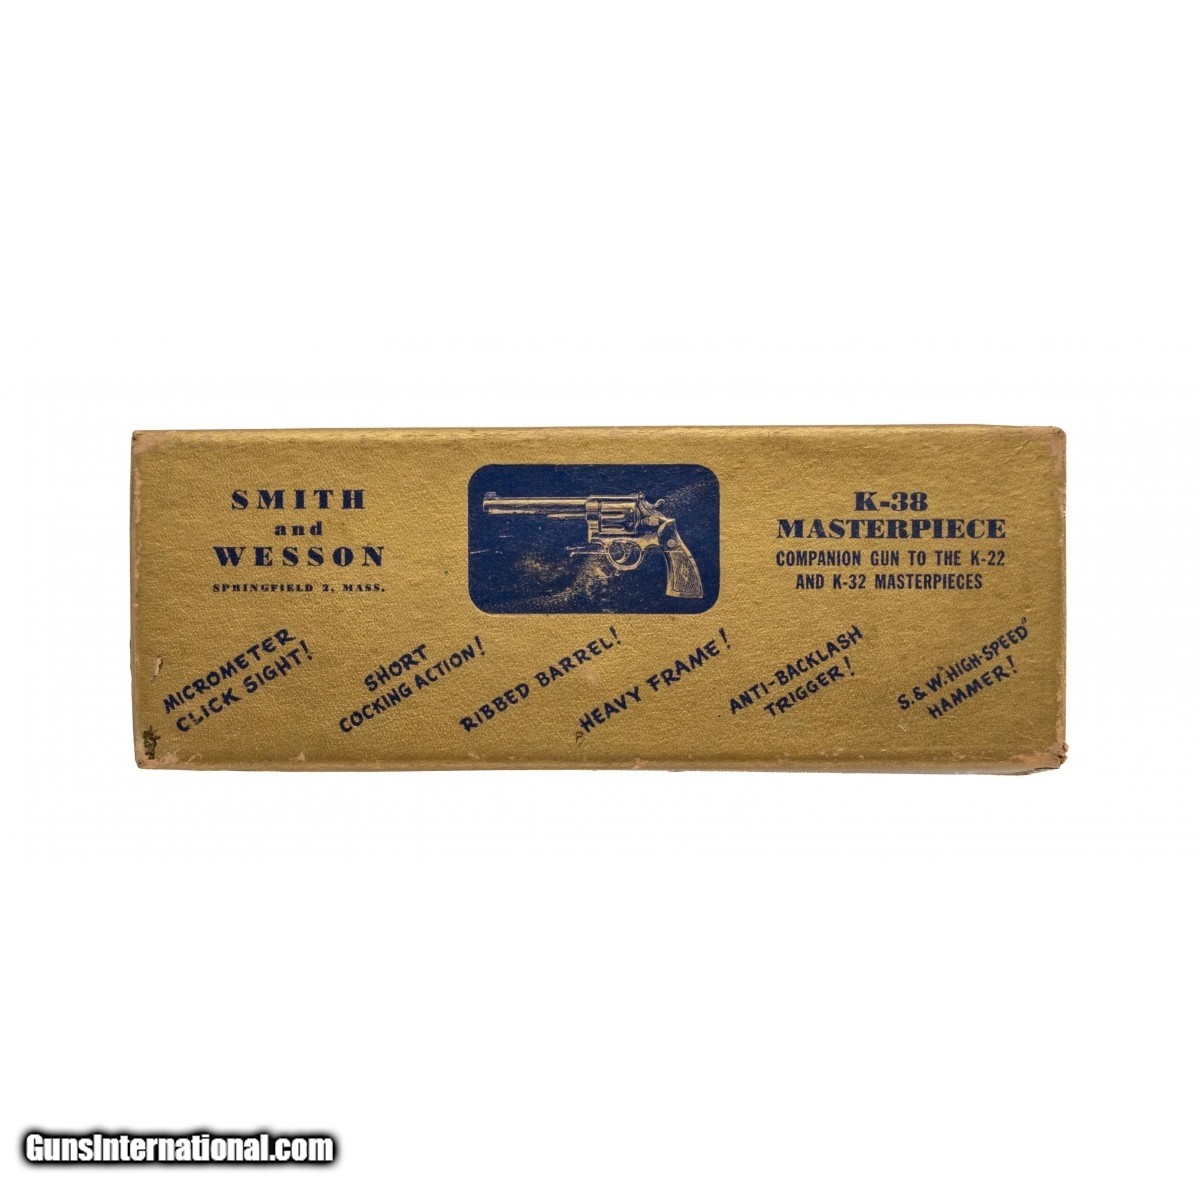 SMITH
and
WESSON
SPRINGFIELD 2, MASS.
K-38
MASTERPIECE
COMPANION GUN TO THE K-22
AND K-32 MASTERPIECES
MICROMETER
CLICK SIGHT!
SHORT
COCKING ACTION!
RIBBED BARREL!
HEAVY FRAME!
ANTI-BACKLASH
TRIGGER!
S. & W. HIGH-SPEED"
HAMMER!
GunsInternational.com